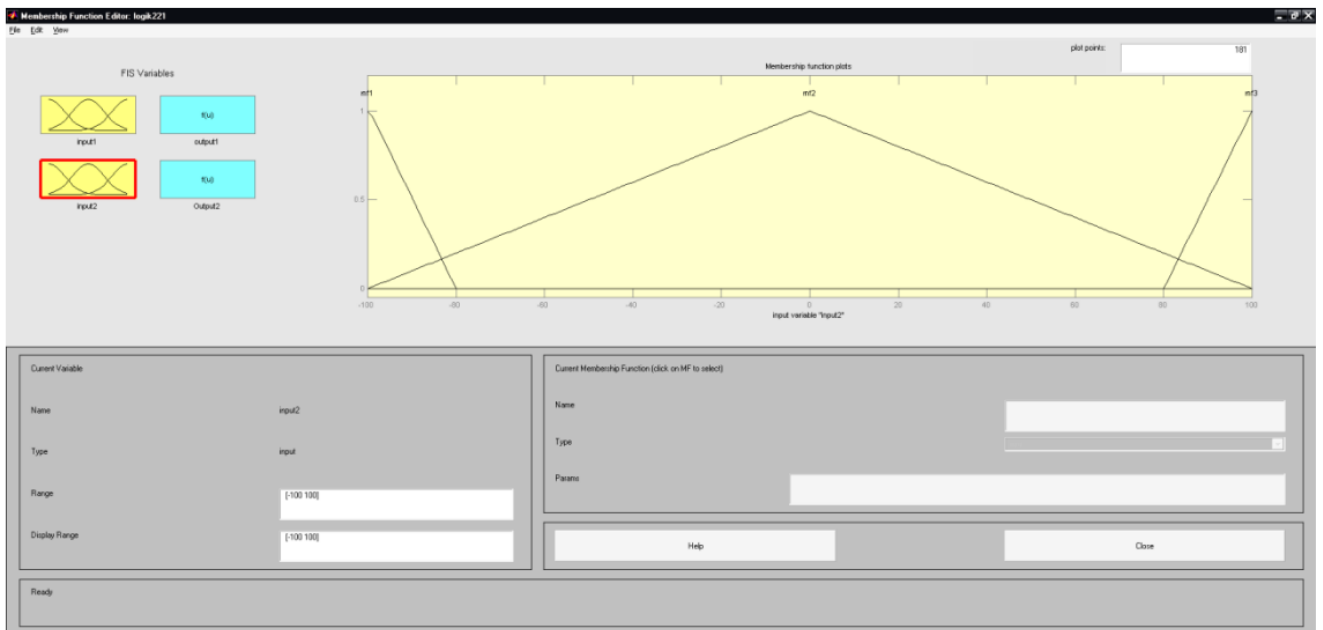 Membership Function Editor: logik221
File Edit View
FIS Variables
f(u)
input1
output1
f(u)
input2
Output2
plot points:
181
Membership function plots
mf1
mf2
mf3
1
0.5
0
-100
-80
-60
-40
-20
0
20
40
60
80
100
input variable "input2"
Current Variable
Name
input2
Type
input
Range
[-100 100]
Display Range
[-100 100]
Current Membership Function (click on MF to select)
Name
Type
Params
Help
Close
Ready